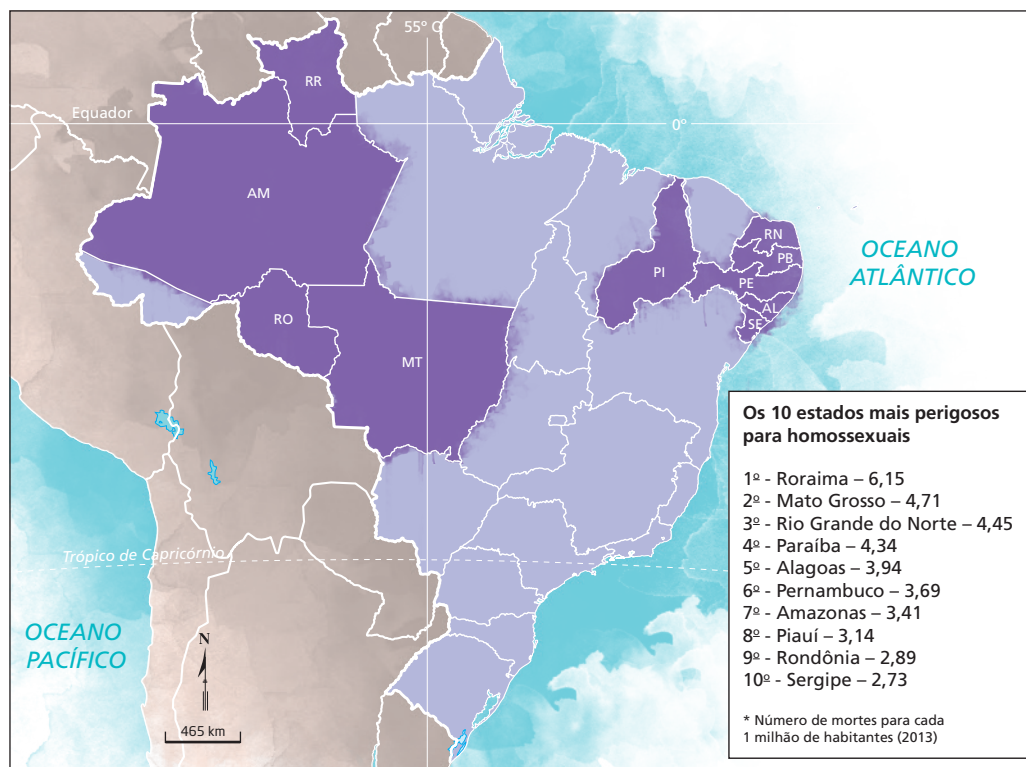 55º O
RR
Equador
0º
AM
RN
PB
PI
PE
AL
SE
RO
MT
OCEANO
ATLÂNTICO
Trópico de Capricórnio
OCEANO
PACÍFICO
N
465 km
Os 10 estados mais perigosos
para homossexuais
1º - Roraima – 6,15
2º - Mato Grosso – 4,71
3º - Rio Grande do Norte – 4,45
4º - Paraíba – 4,34
5º - Alagoas – 3,94
6º - Pernambuco – 3,69
7º - Amazonas – 3,41
8º - Piauí – 3,14
9º - Rondônia – 2,89
10º - Sergipe – 2,73
* Número de mortes para cada
1 milhão de habitantes (2013)